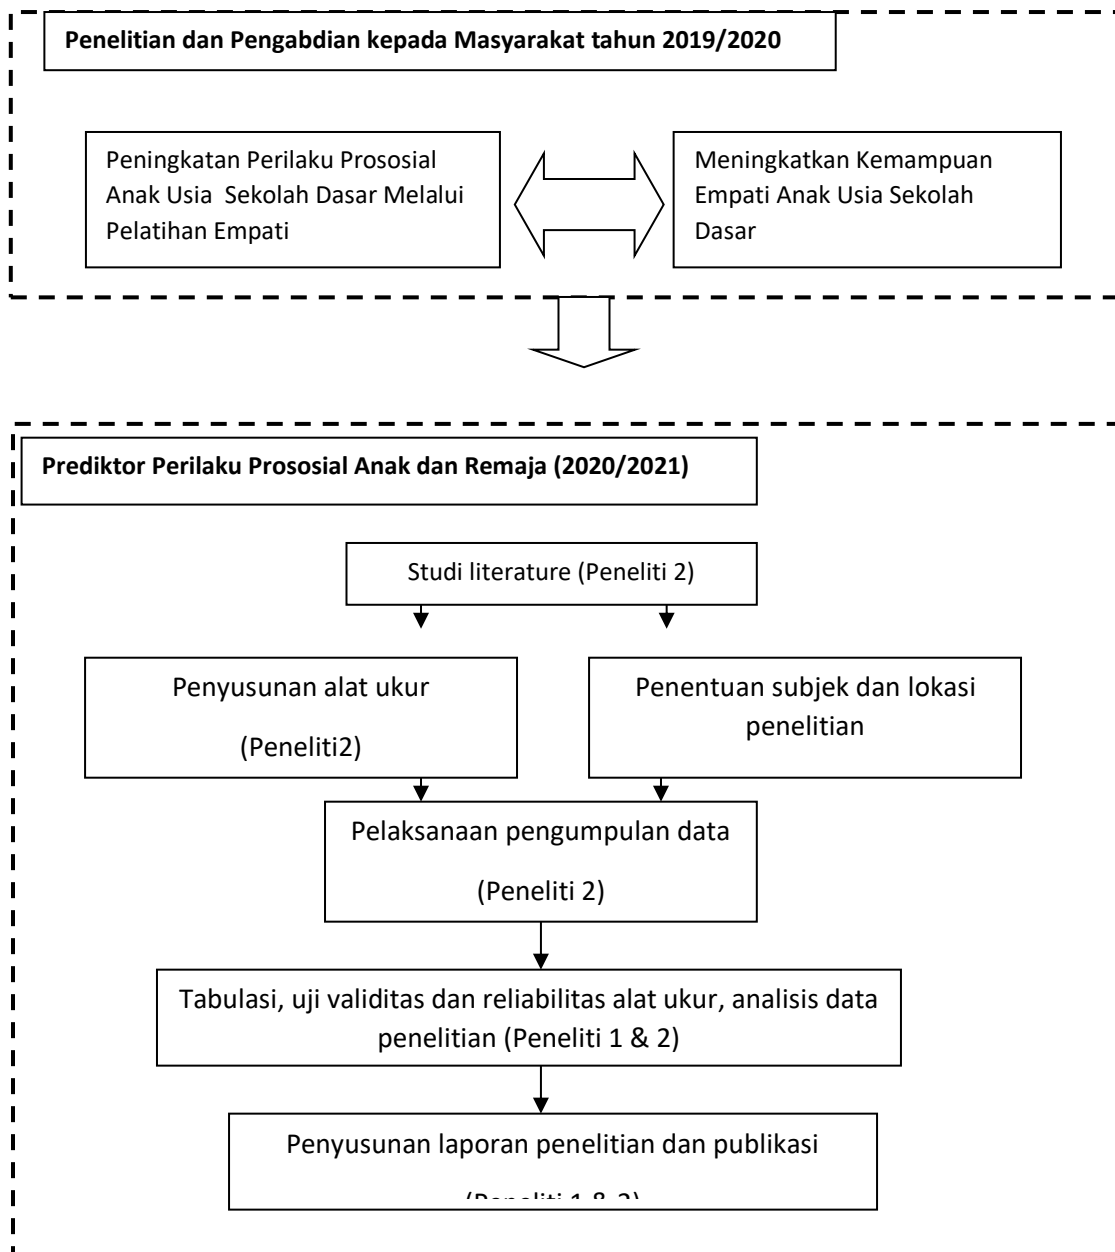 Penelitian dan Pengabdian kepada Masyarakat tahun 2019/2020
Peningkatan Perilaku Prososial
Anak Usia  Sekolah Dasar Melalui
Pelatihan Empati
Meningkatkan Kemampuan
Empati Anak Usia Sekolah
Dasar
Prediktor Perilaku Prososial Anak dan Remaja (2020/2021)
Studi literature (Peneliti 2)
Penyusunan alat ukur
(Peneliti2)
Penentuan subjek dan lokasi
penelitian
Pelaksanaan pengumpulan data
(Peneliti 2)
Tabulasi, uji validitas dan reliabilitas alat ukur, analisis data
penelitian (Peneliti 1 & 2)
Penyusunan laporan penelitian dan publikasi
(Peneliti 1 & 2)